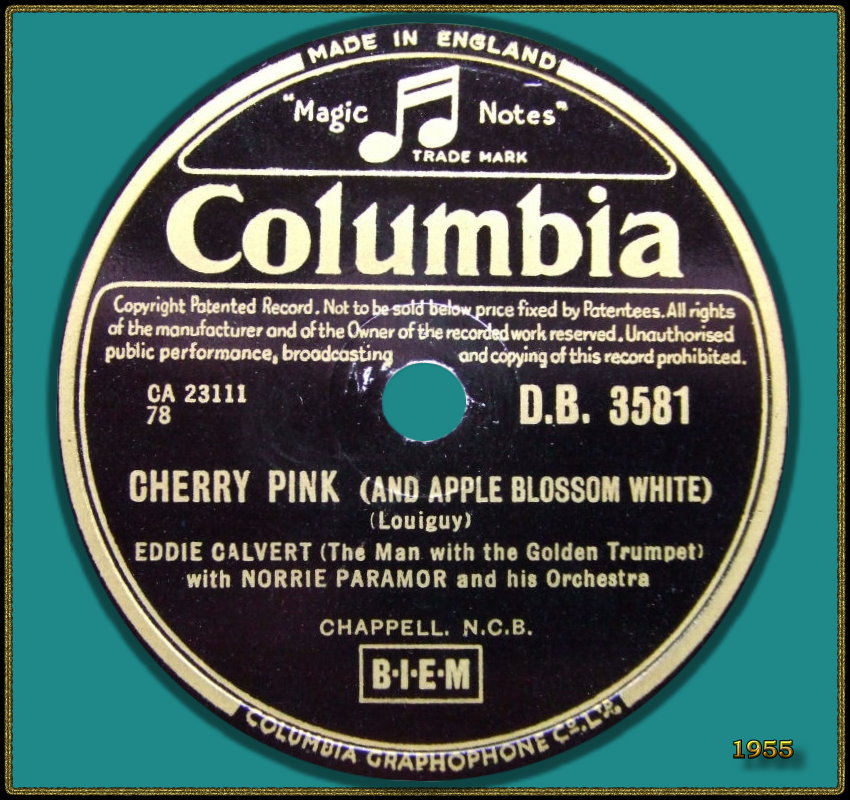 MADE IN ENGLAND
"Magic Notes"
TRADE MARK
Columbia
Copyright Patented Record. Not to be sold below price fixed by Patentees. All rights
of the manufacturer and of the Owner of the recorded work reserved. Unauthorised
public performance, broadcasting and copying of this record prohibited.
CA 23111
78
D.B. 3581
CHERRY PINK (AND APPLE BLOSSOM WHITE)
(Louiguy)
EDDIE CALVERT (The Man with the Golden Trumpet)
with NORRIE PARAMOR and his Orchestra
CHAPPELL. N.C.B.
B·I·E·M
COLUMBIA GRAPHOPHONE CO. LTD.
1955